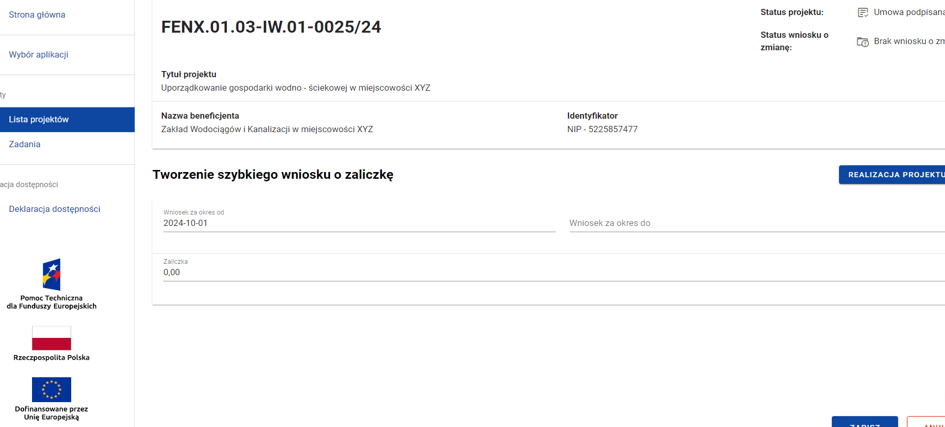 Strona główna
Wybór aplikacji
ty
Lista projektów
Zadania
acja dostępności
Deklaracja dostępności
Pomoc Techniczna
dla Funduszy Europejskich
Rzeczpospolita Polska
Dofinansowane przez
Unię Europejską
FENX.01.03-IW.01-0025/24
Status projektu:
Umowa podpisana
Status wniosku o
zmianę:
Brak wniosku o zm
Tytuł projektu
Uporządkowanie gospodarki wodno - ściekowej w miejscowości XYZ
Nazwa beneficjenta
Zakład Wodociągów i Kanalizacji w miejscowości XYZ
Identyfikator
NIP - 5225857477
Tworzenie szybkiego wniosku o zaliczkę
REALIZACJA PROJEKTU
Wniosek za okres od
2024-10-01
Wniosek za okres do
Zaliczka
0,00
ZAPISZ